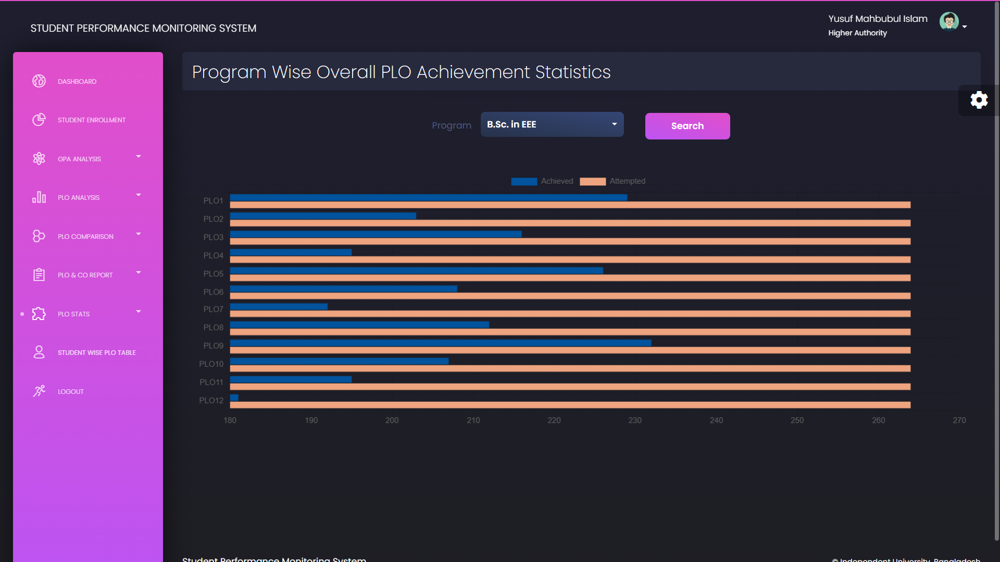 STUDENT PERFORMANCE MONITORING SYSTEM
Yusuf Mahbubul Islam
Higher Authority
DASHBOARD
STUDENT ENROLLMENT
GPA ANALYSIS
PLO ANALYSIS
PLO COMPARISON
PLO & CO REPORT
PLO STATS
STUDENT WISE PLO TABLE
LOGOUT
Program Wise Overall PLO Achievement Statistics
Program
B.Sc. in EEE
Search
Achieved
Attempted
PLO1
PLO2
PLO3
PLO4
PLO5
PLO6
PLO7
PLO8
PLO9
PLO10
PLO11
PLO12
180 190 200 210 220 230 240 250 260 270
Student Performance Monitoring System
© Independent University, Bangladesh